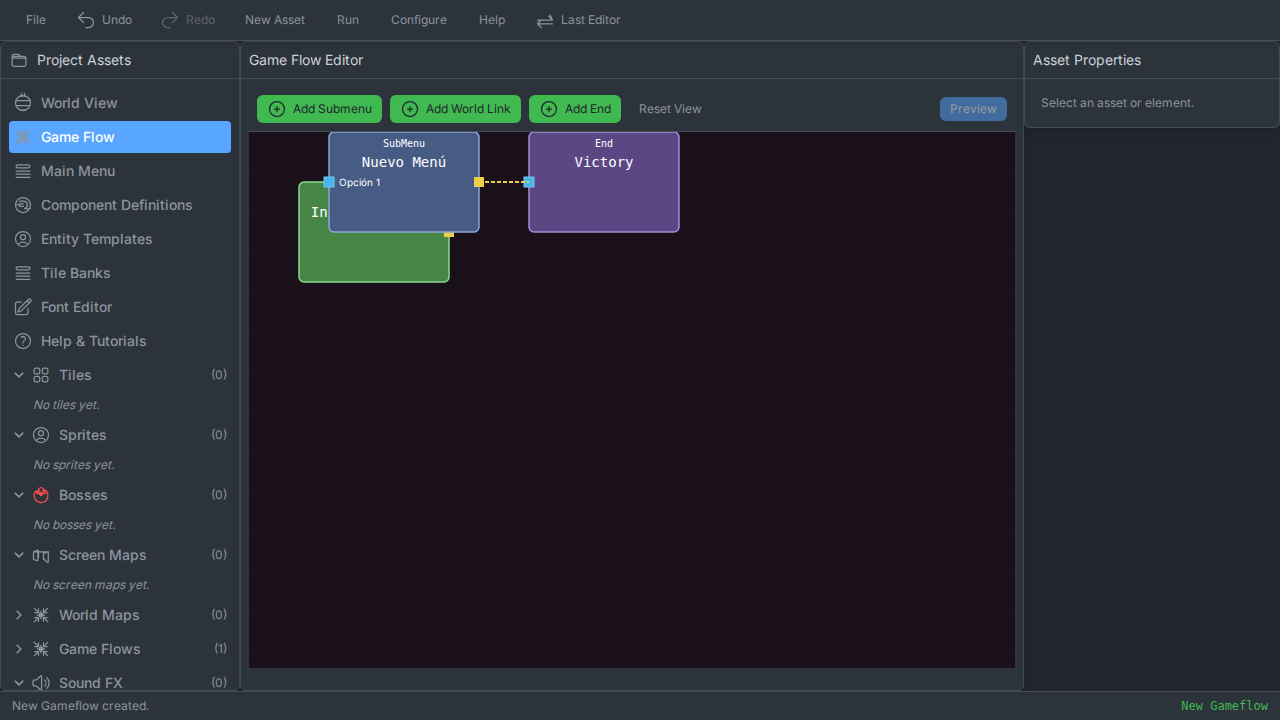 File Undo Redo New Asset Run Configure Help Last Editor
Project Assets
World View
Game Flow
Main Menu
Component Definitions
Entity Templates
Tile Banks
Font Editor
Help & Tutorials
Tiles (0)
No tiles yet.
Sprites (0)
No sprites yet.
Bosses (0)
No bosses yet.
Screen Maps (0)
No screen maps yet.
World Maps (0)
Game Flows (1)
Sound FX (0)
Game Flow Editor
Add Submenu Add World Link Add End Reset View Preview
SubMenu
Nuevo Menú
Opción 1
In
End
Victory
Asset Properties
Select an asset or element.
New Gameflow created.
New Gameflow